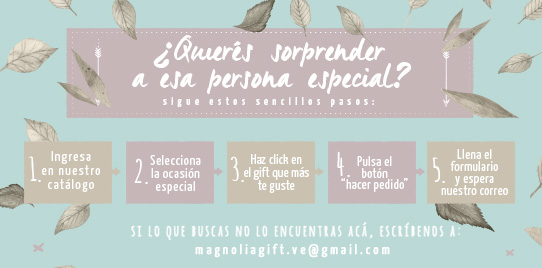 ¿Quierés sorprender
a esa persona especial?
sigue estos sencillos pasos:
1. Ingresa
en nuestro
catálogo
2. Selecciona
la ocasión
especial
3. Haz click en
el gift que más
te guste
4. Pulsa el
botón
"hacer pedido"
5. Llena el
formulario
y espera
nuestro correo
SI LO QUE BUSCAS NO LO ENCUENTRAS ACÁ, ESCRÍBENOS A:
magnoliagift.ve@gmail.com